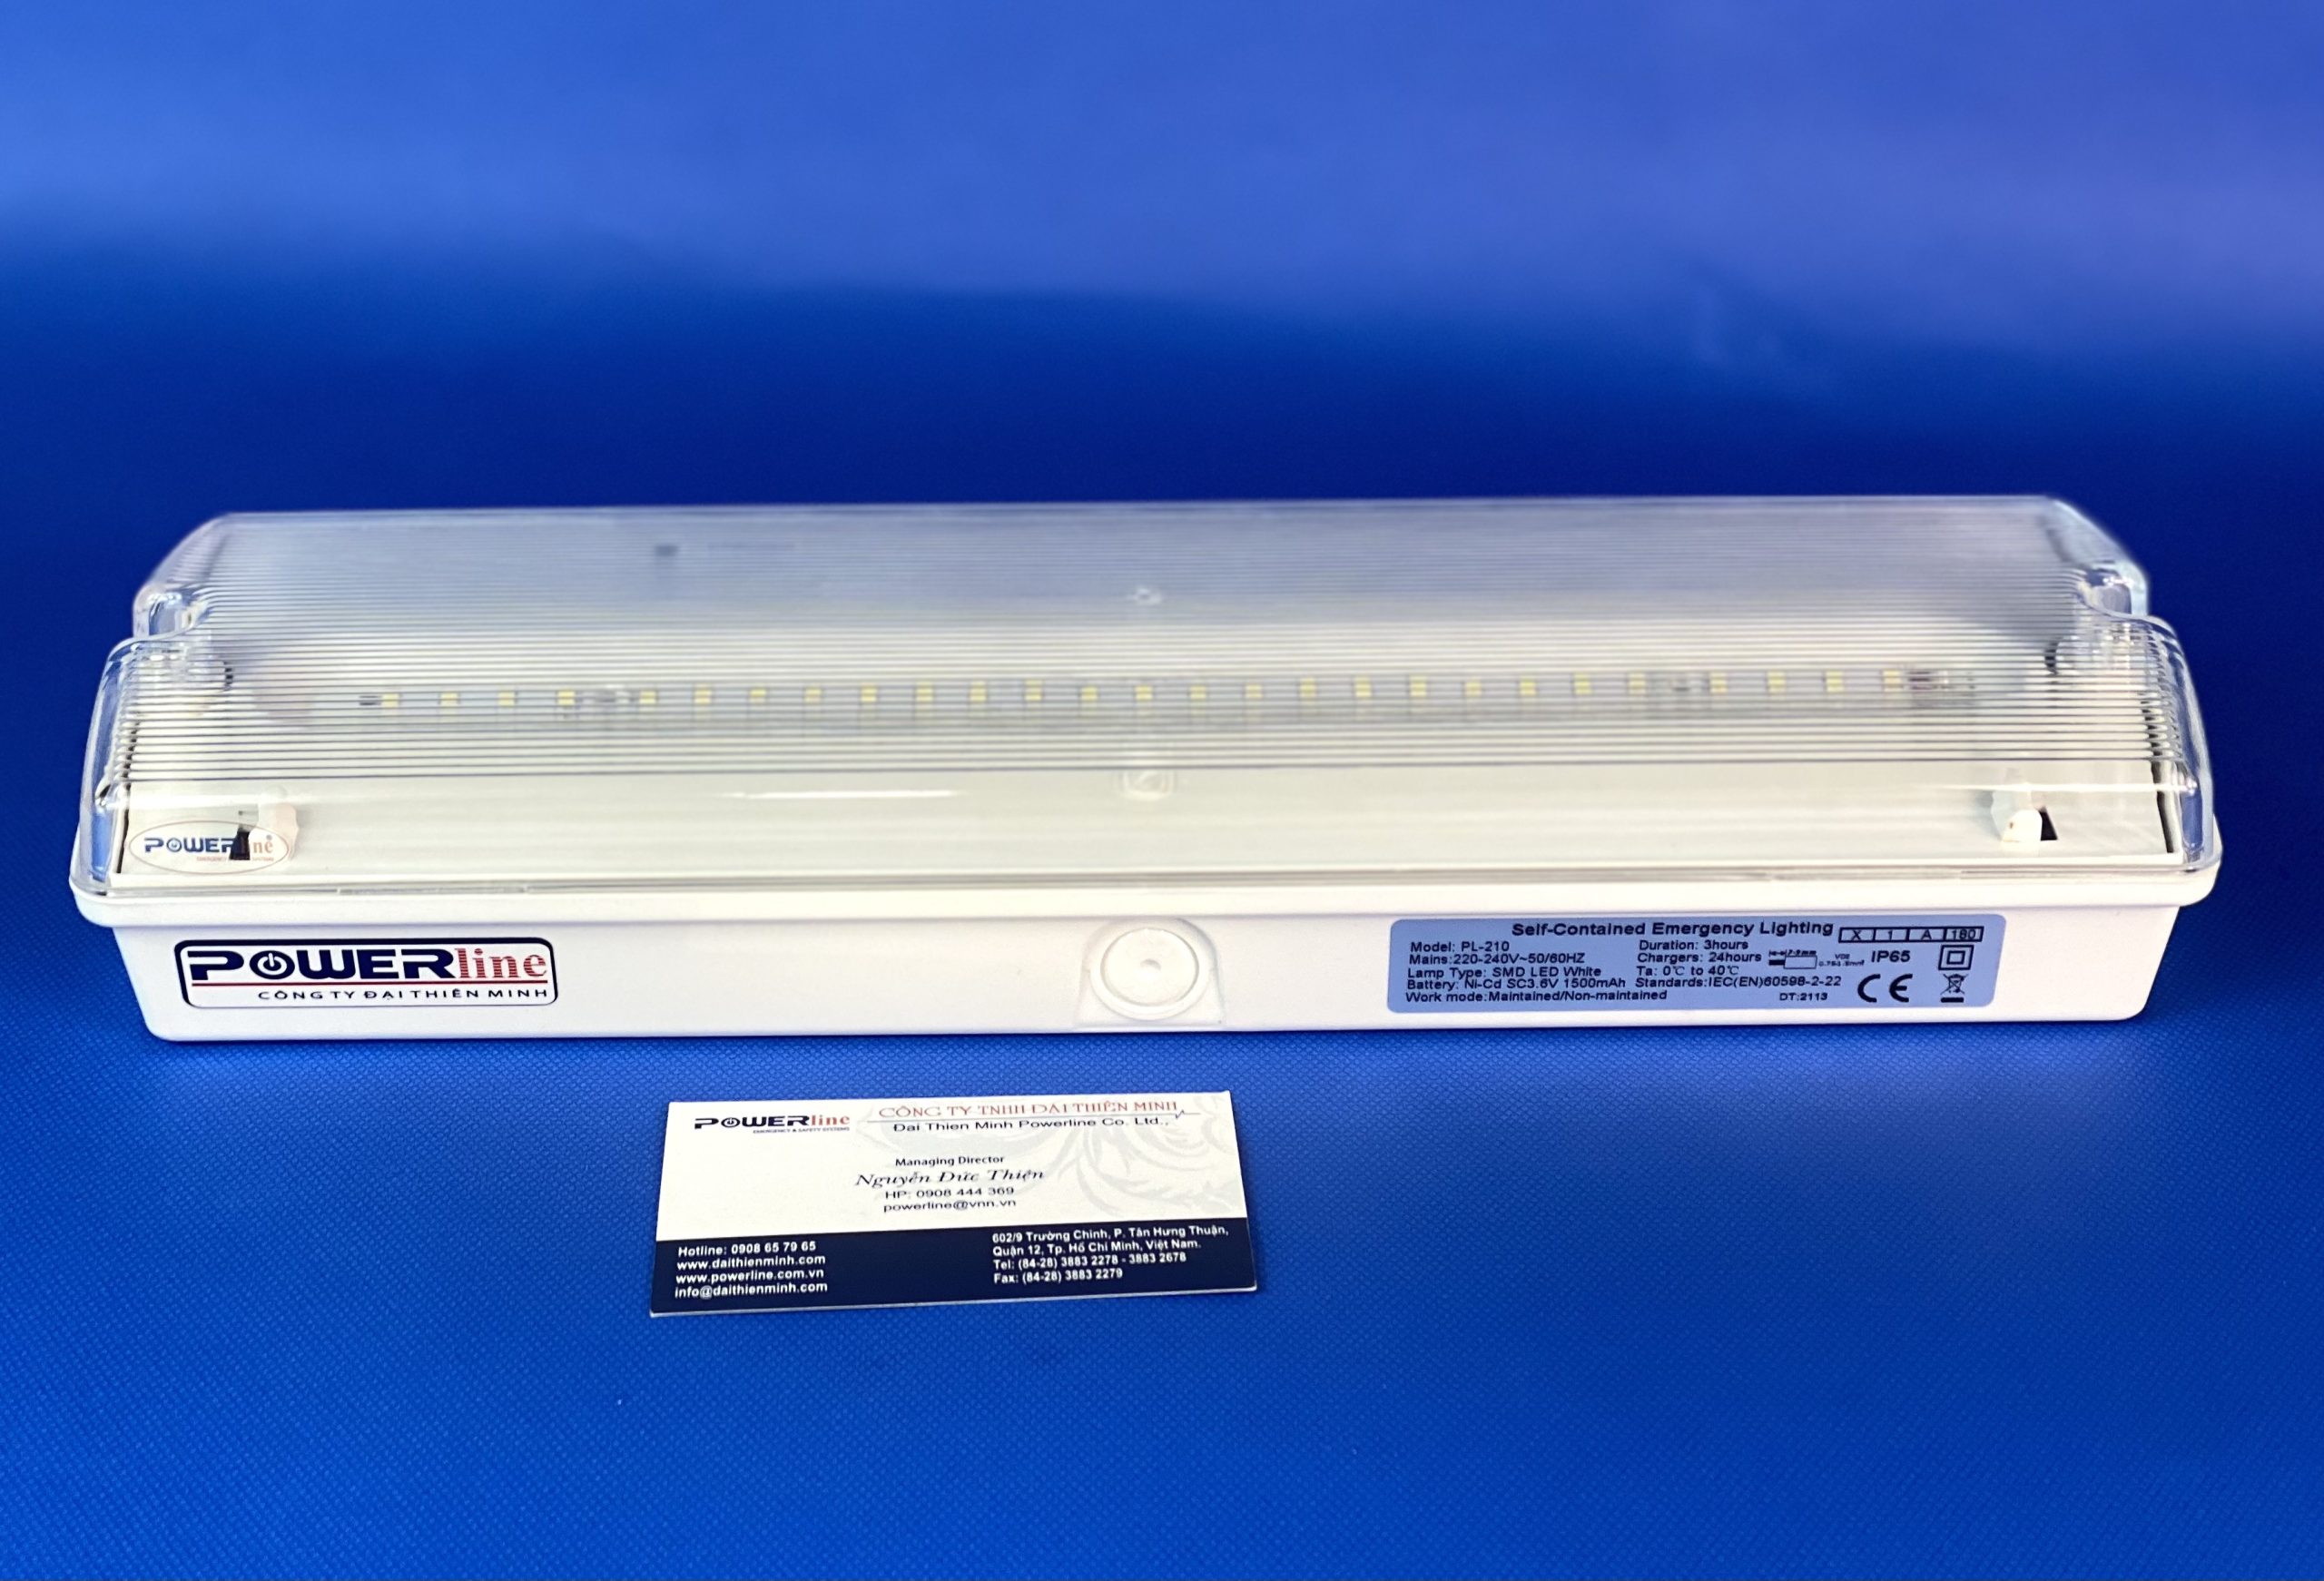 POWERline
POWERline
CÔNG TY ĐẠI THIÊN MINH
Self-Contained Emergency Lighting
X 1 A 180
Model: PL-210
Mains:220-240V~50/60HZ
Lamp Type: SMD LED White
Battery: Ni-Cd SC3.6V 1500mAh
Work mode:Maintained/Non-maintained
Duration: 3hours
Chargers: 24hours
Ta: 0℃ to 40℃
Standards:IEC(EN)60598-2-22
DT:2113
VDE
IP65
CE
POWERline
EMERGENCY & SAFETY SYSTEMS
CÔNG TY TNHH ĐẠI THIÊN MINH
Dai Thien Minh Powerline Co. Ltd.,
Managing Director
Nguyễn Đức Thiện
HP: 0908 444 369
powerline@vnn.vn
Hotline: 0908 65 79 65
www.daithienminh.com
www.powerline.com.vn
info@daithienminh.com
602/9 Trường Chinh, P. Tân Hưng Thuận,
Quận 12, Tp. Hồ Chí Minh, Việt Nam.
Tel: (84-28) 3883 2278 - 3883 2678
Fax: (84-28) 3883 2279